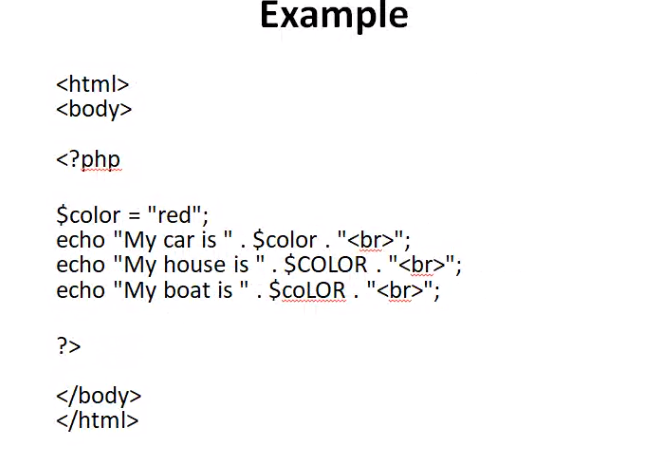 Example
<html>
<body>
<?php
$color = "red";
echo "My car is " . $color . "<br>";
echo "My house is " . $COLOR . "<br>";
echo "My boat is " . $coLOR . "<br>";
?>
</body>
</html>